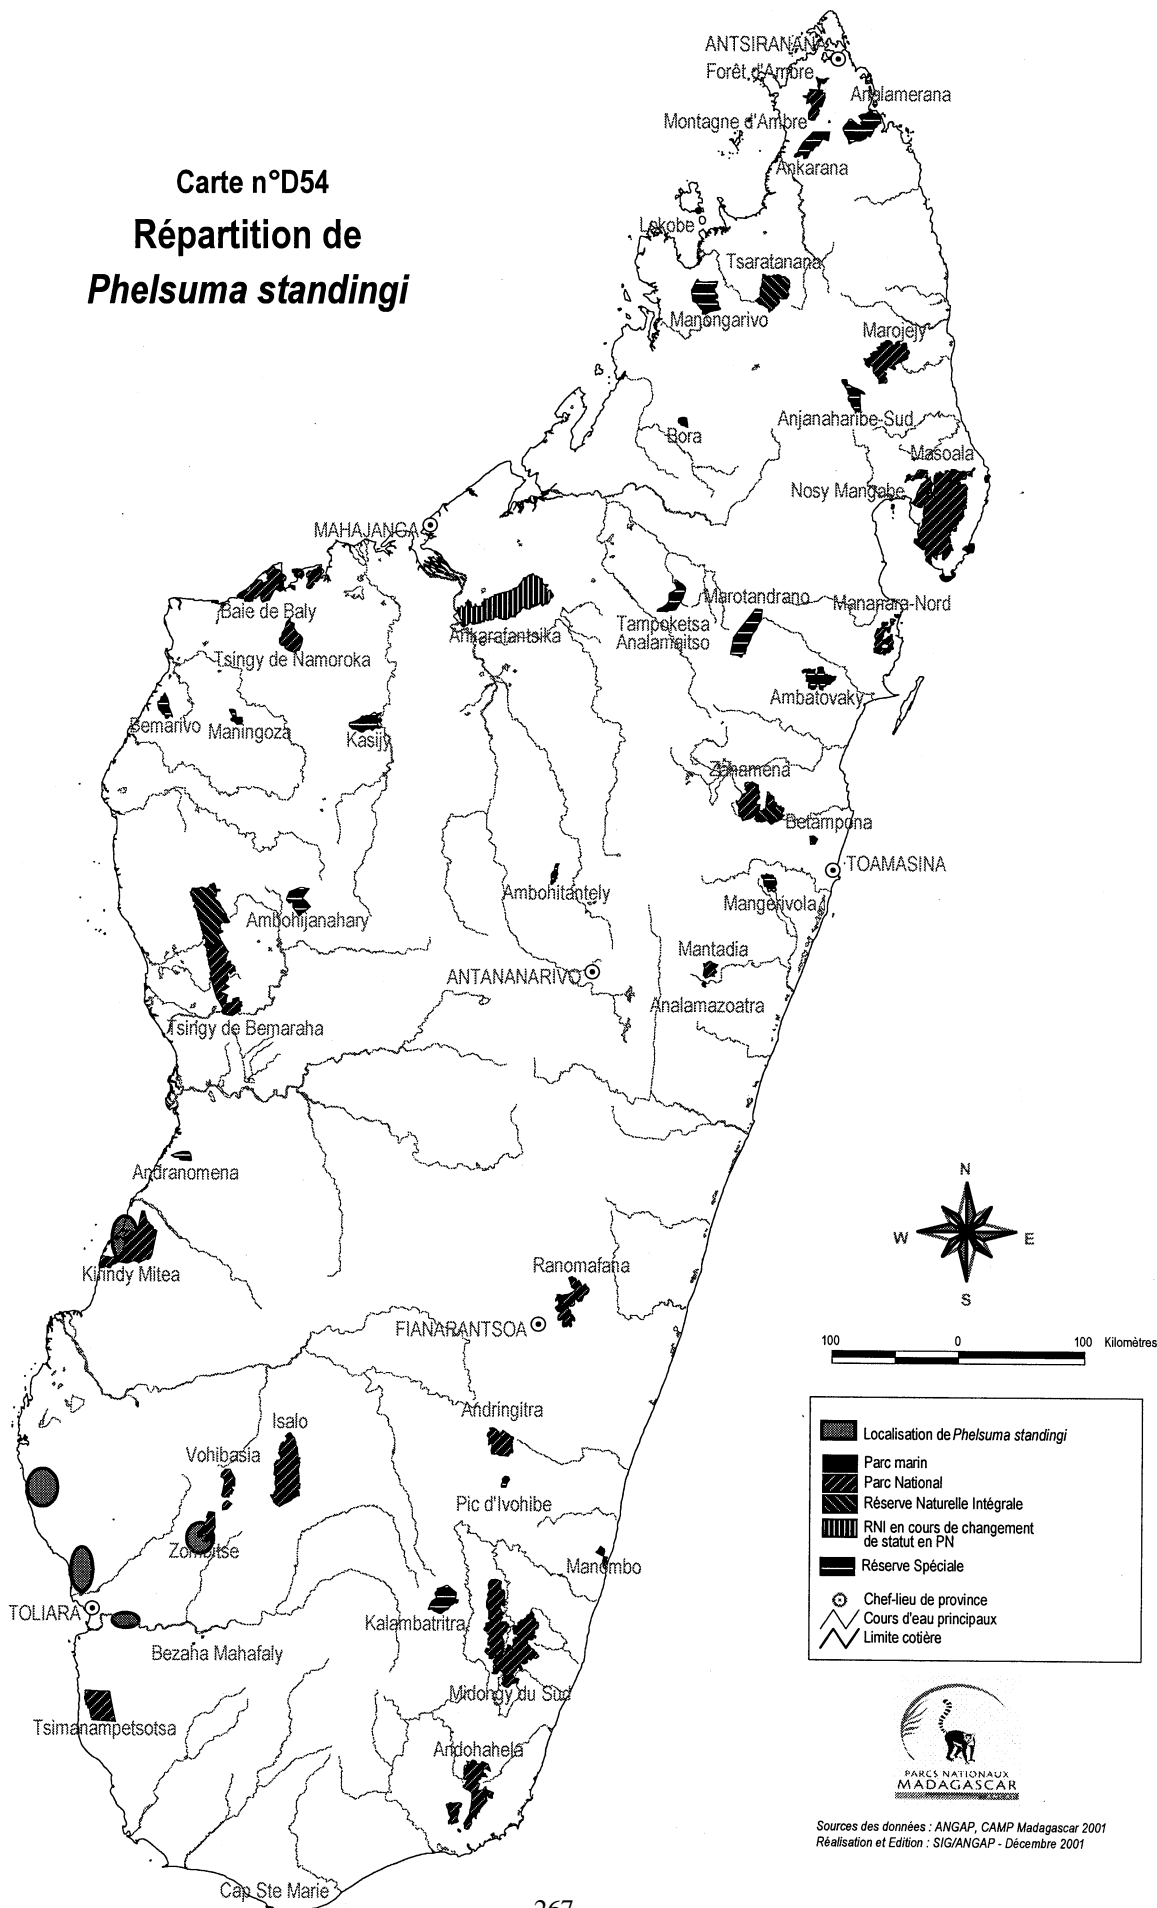 Carte n°D54
Répartition de
Phelsuma standingi
ANTSIRANANA
Forêt d'Ambre
Analamerana
Montagne d'Ambre
Ankarana
Lokobe
Tsaratanana
Manongarivo
Marojejy
Anjanaharibe-Sud
Bora
Masoala
Nosy Mangabe
MAHAJANGA
Baie de Baly
Ankarafantsika
Marotandrano
Mananara-Nord
Tampoketsa
Analamaitso
Tsingy de Namoroka
Ambatovaky
Bemarivo
Maningoza
Kasijy
Zahamena
Betampona
TOAMASINA
Ambohitantely
Mangerivola
Ambohijanahary
Mantadia
ANTANANARIVO
Analamazoatra
Tsingy de Bemaraha
Andranomena
Kirindy Mitea
Ranomafana
FIANARANTSOA
Andringitra
Isalo
Vohibasia
Pic d'Ivohibe
Zombitse
Manombo
TOLIARA
Kalambatritra
Bezaha Mahafaly
Midongy du Sud
Tsimanampetsotsa
Andohahela
Cap Ste Marie
N
W
E
S
100 0 100 Kilomètres
Localisation de Phelsuma standingi
Parc marin
Parc National
Réserve Naturelle Intégrale
RNI en cours de changement
de statut en PN
Réserve Spéciale
Chef-lieu de province
Cours d'eau principaux
Limite cotière
PARCS NATIONAUX
MADAGASCAR
Sources des données : ANGAP, CAMP Madagascar 2001
Réalisation et Edition : SIG/ANGAP - Décembre 2001
267